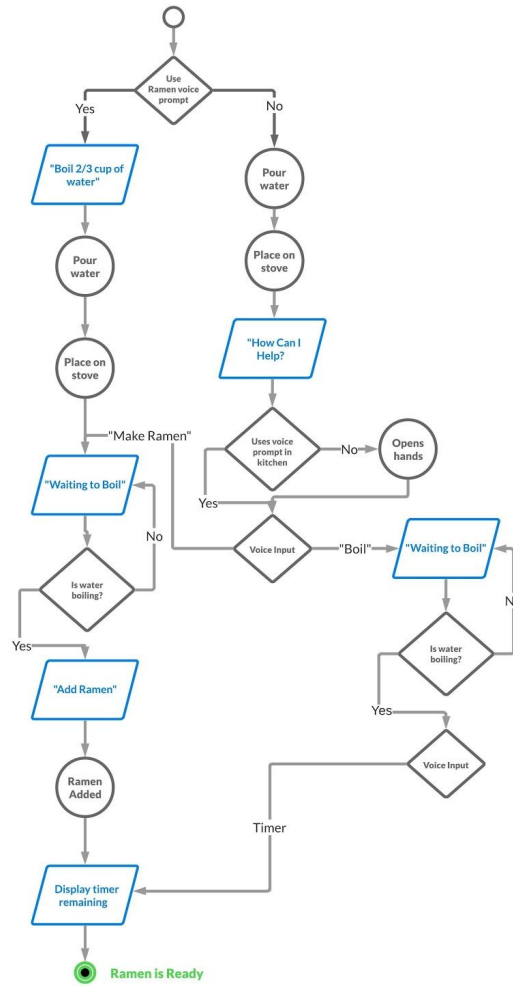 Use
Ramen voice
prompt
Yes
No
"Boil 2/3 cup of
water"
Pour
water
Pour
water
Place on
stove
Place on
stove
"How Can I
Help?
"Make Ramen"
Uses voice
prompt in
kitchen
No
Opens
hands
Yes
"Waiting to Boil"
No
Voice Input
"Boil"
"Waiting to Boil"
Is water
boiling?
Yes
N
Is water
boiling?
"Add Ramen"
Yes
Voice Input
Ramen
Added
Timer
Display timer
remaining
Ramen is Ready